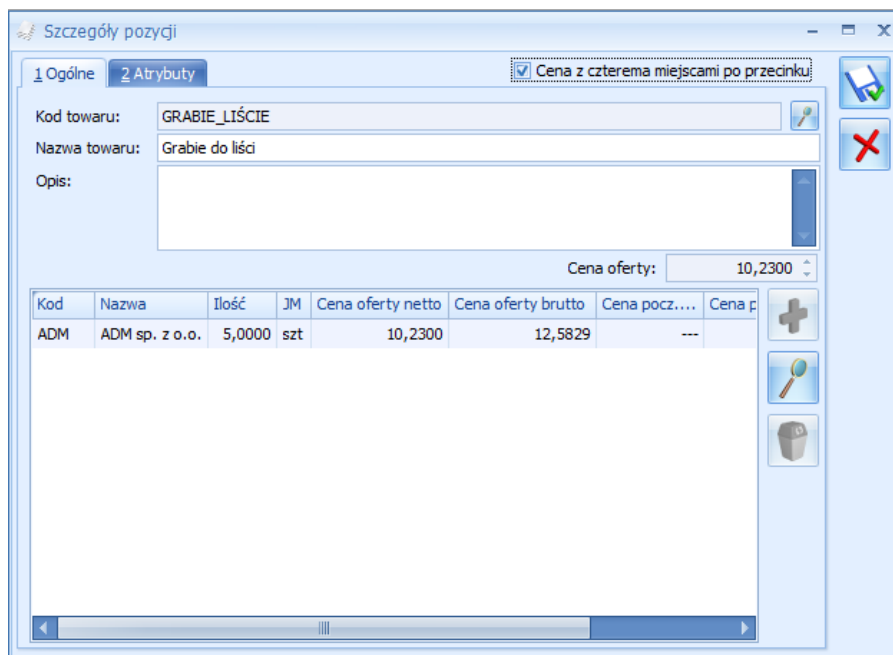 Szczegóły pozycji
1 Ogólne 2 Atrybuty Cena z czterema miejscami po przecinku
Kod towaru: GRABIE_LIŚCIE
Nazwa towaru: Grabie do liści
Opis:
Cena oferty: 10,2300
Kod Nazwa Ilość JM Cena oferty netto Cena oferty brutto Cena pocz.... Cena p
ADM ADM sp. z o.o. 5,0000 szt 10,2300 12,5829 ---